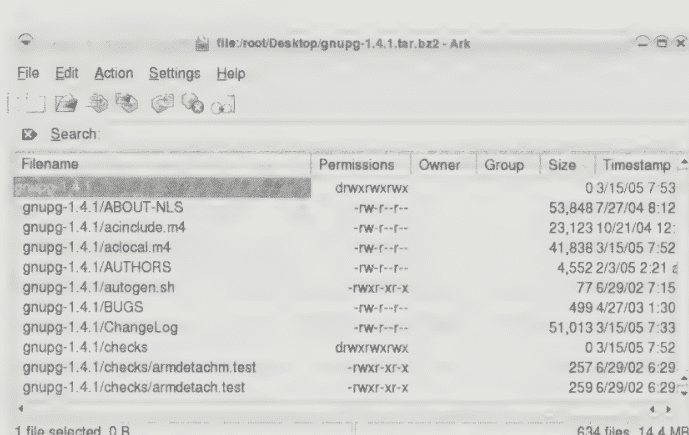 file:/root/Desktop/gnupg-1.4.1.tar.bz2 - Ark
File Edit Action Settings Help
Search:
Filename Permissions Owner Group Size Timestamp
gnupg-1.4.1 drwxrwxrwx 0 3/15/05 7:53
gnupg-1.4.1/ABOUT-NLS -rw-r--r-- 53,848 7/27/04 8:12
gnupg-1.4.1/acinclude.m4 -rw-r--r-- 23,123 10/21/04 12:
gnupg-1.4.1/aclocal.m4 -rw-r--r-- 41,838 3/15/05 7:52
gnupg-1.4.1/AUTHORS -rw-r--r-- 4,552 2/3/05 2:21 a
gnupg-1.4.1/autogen.sh -rwxr-xr-x 77 6/29/02 7:15
gnupg-1.4.1/BUGS -rw-r--r-- 499 4/27/03 1:30
gnupg-1.4.1/ChangeLog -rw-r--r-- 51,013 3/15/05 7:33
gnupg-1.4.1/checks drwxrwxrwx 0 3/15/05 7:52
gnupg-1.4.1/checks/armdetachm.test -rwxr-xr-x 257 6/29/02 6:29
gnupg-1.4.1/checks/armdetach.test -rwxr-xr-x 259 6/29/02 6:29
1 file selected 0 B 634 files 14.4 MB